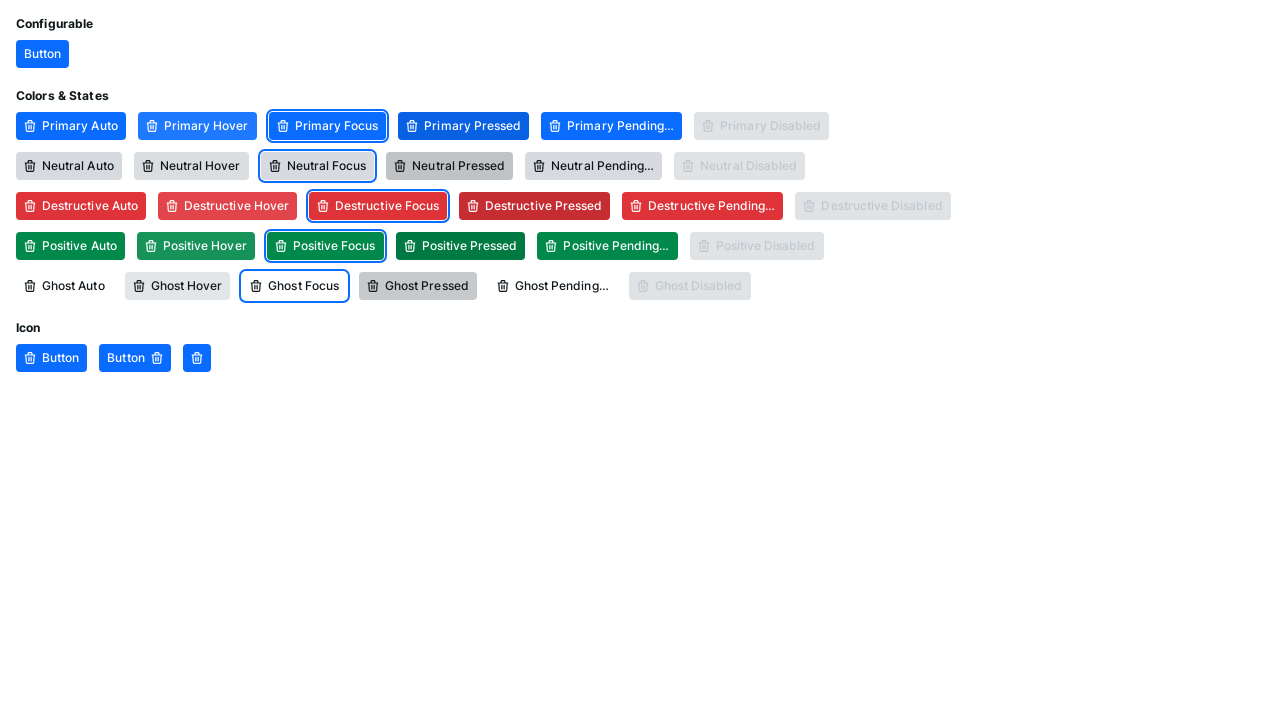 Configurable
Button
Colors & States
Primary Auto Primary Hover Primary Focus Primary Pressed Primary Pending... Primary Disabled
Neutral Auto Neutral Hover Neutral Focus Neutral Pressed Neutral Pending... Neutral Disabled
Destructive Auto Destructive Hover Destructive Focus Destructive Pressed Destructive Pending... Destructive Disabled
Positive Auto Positive Hover Positive Focus Positive Pressed Positive Pending... Positive Disabled
Ghost Auto Ghost Hover Ghost Focus Ghost Pressed Ghost Pending... Ghost Disabled
Icon
Button Button